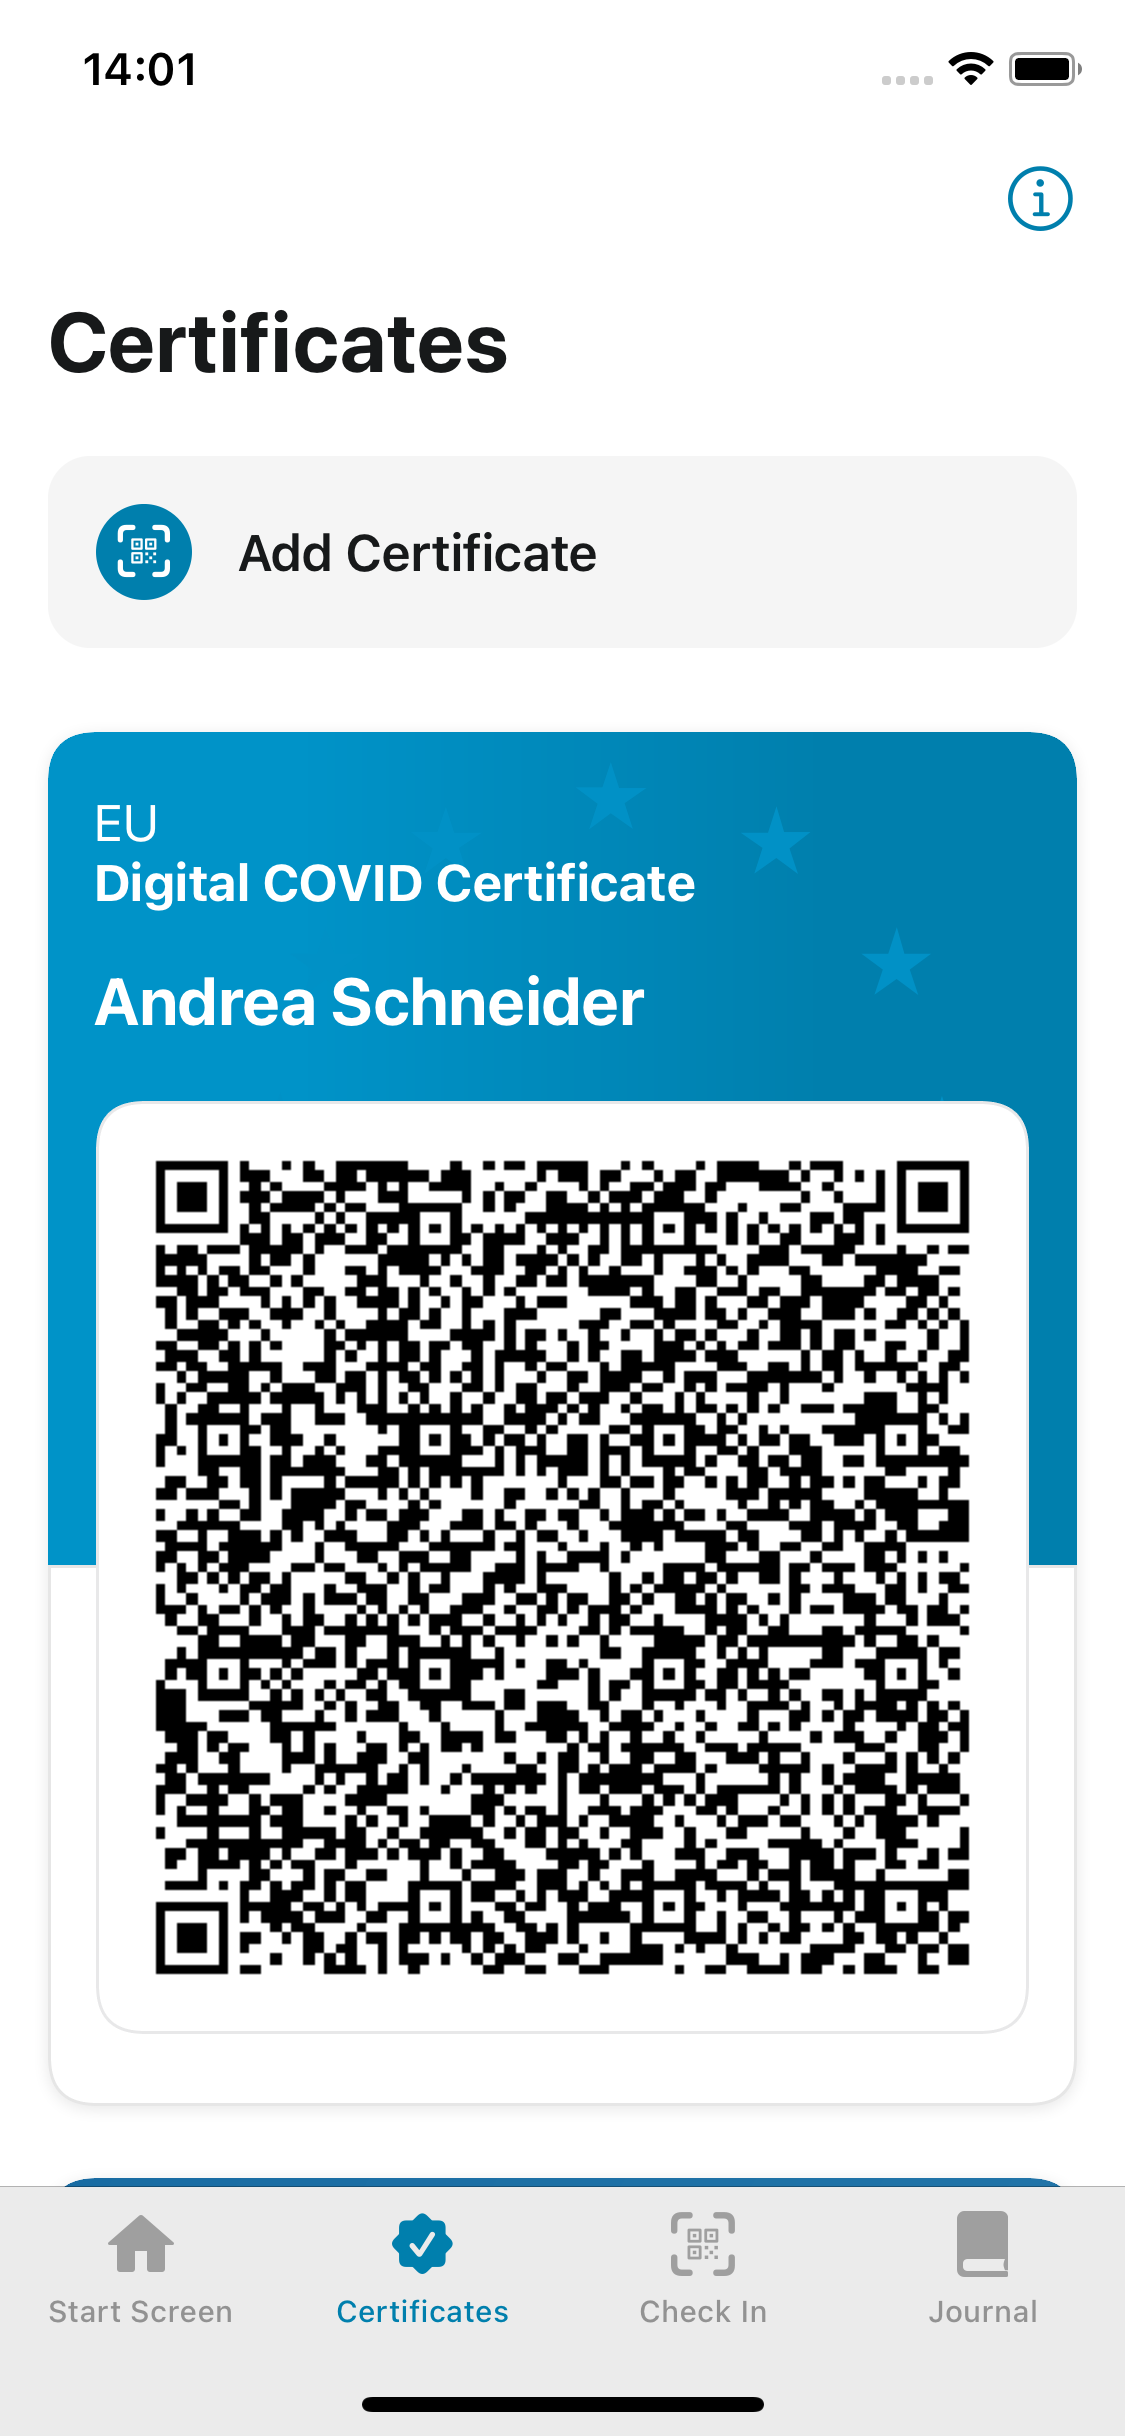 14:01
Certificates
Add Certificate
EU
Digital COVID Certificate
Andrea Schneider
Start Screen
Certificates
Check In
Journal